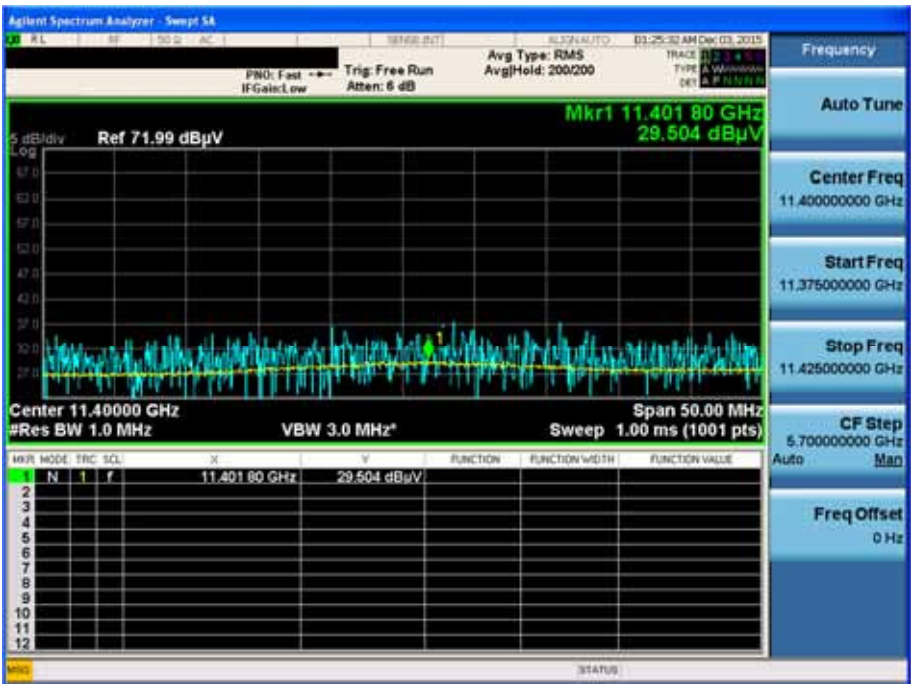 Agilent Spectrum Analyzer - Swept SA
RL RF 50 Ω AC SENSE:INT ALIGNAUTO 01:25:32 AM Dec 03, 2015
Frequency
PNO: Fast
IFGain:Low
Trig: Free Run
Atten: 6 dB
Avg Type: RMS
Avg|Hold: 200/200
TRACE
TYPE
DET
Auto Tune
Mkr1 11.401 80 GHz
29.504 dBµV
5 dB/div Ref 71.99 dBµV
Log
67.0
62.0
57.0
52.0
47.0
42.0
37.0
32.0
27.0
1
Center 11.40000 GHz
Span 50.00 MHz
#Res BW 1.0 MHz
VBW 3.0 MHz*
Sweep 1.00 ms (1001 pts)
Center Freq
11.400000000 GHz
Start Freq
11.375000000 GHz
Stop Freq
11.425000000 GHz
CF Step
5.700000000 GHz
Auto Man
Freq Offset
0 Hz
MKR MODE TRC SCL X Y FUNCTION FUNCTION WIDTH FUNCTION VALUE
1 N 1 f 11.401 80 GHz 29.504 dBµV
2
3
4
5
6
7
8
9
10
11
12
MSG STATUS